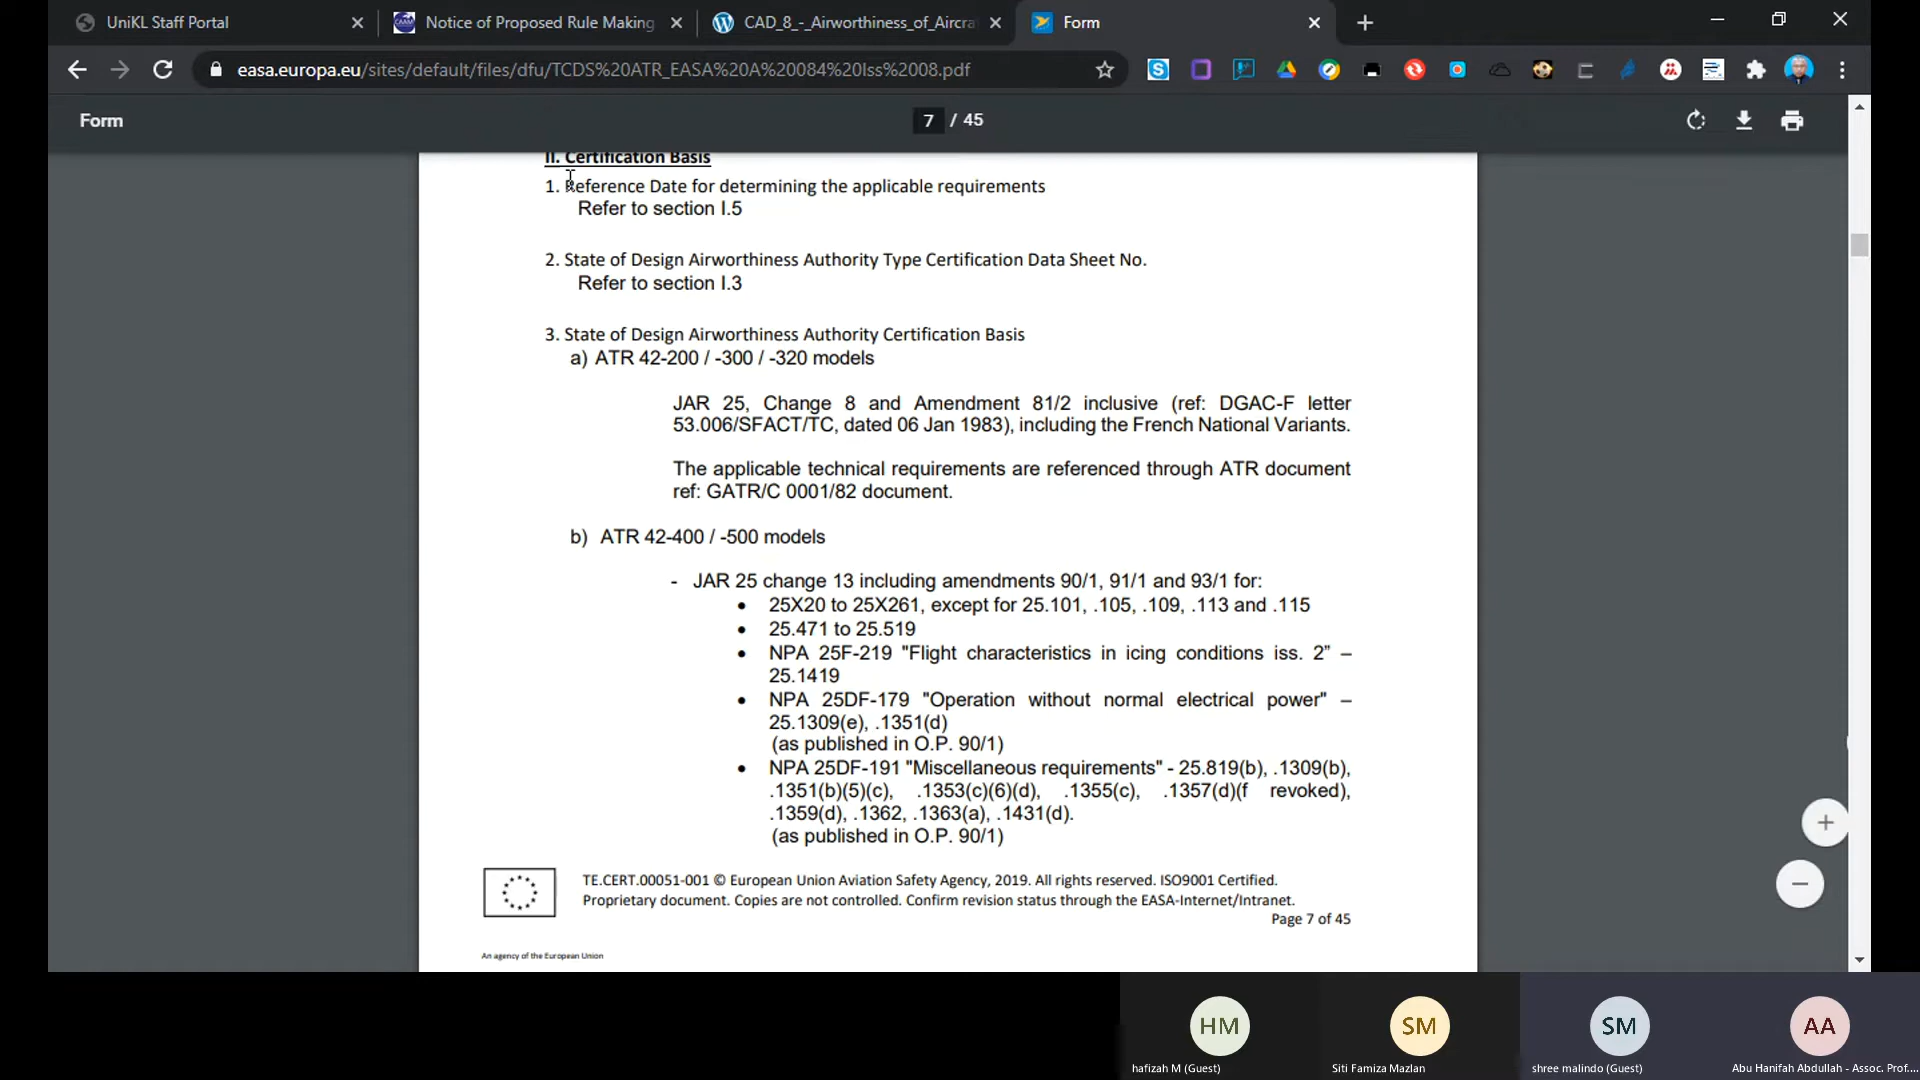 UniKL Staff Portal
Notice of Proposed Rule Making
CAD_8_-_Airworthiness_of_Aircra
Form
easa.europa.eu/sites/default/files/dfu/TCDS%20ATR_EASA%20A%20084%20Iss%2008.pdf
Form
7 / 45
II. Certification Basis
1. Reference Date for determining the applicable requirements
Refer to section I.5
2. State of Design Airworthiness Authority Type Certification Data Sheet No.
Refer to section I.3
3. State of Design Airworthiness Authority Certification Basis
a) ATR 42-200 / -300 / -320 models
JAR 25, Change 8 and Amendment 81/2 inclusive (ref: DGAC-F letter
53.006/SFACT/TC, dated 06 Jan 1983), including the French National Variants.
The applicable technical requirements are referenced through ATR document
ref: GATR/C 0001/82 document.
b) ATR 42-400 / -500 models
- JAR 25 change 13 including amendments 90/1, 91/1 and 93/1 for:
• 25X20 to 25X261, except for 25.101, .105, .109, .113 and .115
• 25.471 to 25.519
• NPA 25F-219 "Flight characteristics in icing conditions iss. 2” –
25.1419
• NPA 25DF-179 "Operation without normal electrical power" –
25.1309(e), .1351(d)
(as published in O.P. 90/1)
• NPA 25DF-191 "Miscellaneous requirements" - 25.819(b), .1309(b),
.1351(b)(5)(c), .1353(c)(6)(d), .1355(c), .1357(d)(f revoked),
.1359(d), .1362, .1363(a), .1431(d).
(as published in O.P. 90/1)
TE.CERT.00051-001 © European Union Aviation Safety Agency, 2019. All rights reserved. ISO9001 Certified.
Proprietary document. Copies are not controlled. Confirm revision status through the EASA-Internet/Intranet.
Page 7 of 45
An agency of the European Union
HM
SM
SM
AA
hafizah M (Guest)
Siti Famiza Mazlan
shree malindo (Guest)
Abu Hanifah Abdullah - Assoc. Prof....